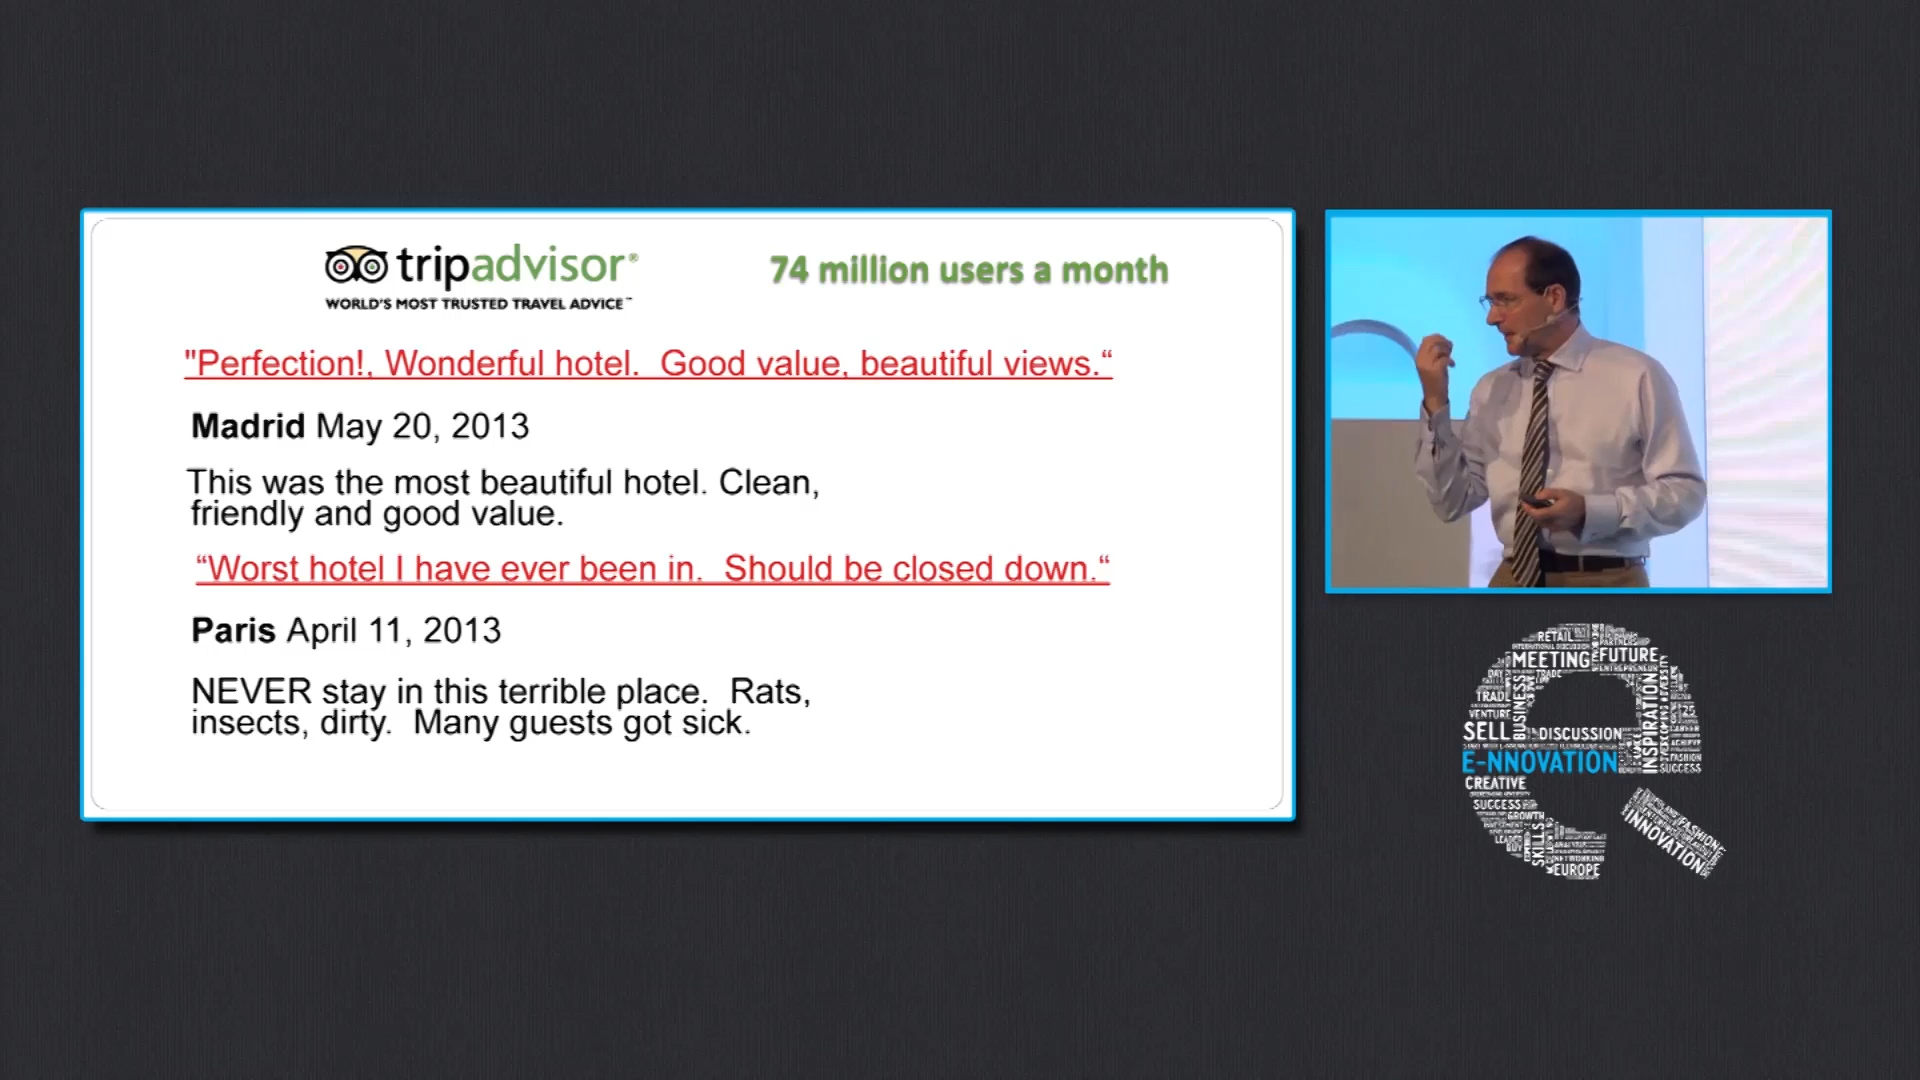 tripadvisor®
WORLD'S MOST TRUSTED TRAVEL ADVICE™
74 million users a month
"Perfection!, Wonderful hotel.  Good value, beautiful views.“
Madrid May 20, 2013
This was the most beautiful hotel. Clean,
friendly and good value.
“Worst hotel I have ever been in.  Should be closed down.“
Paris April 11, 2013
NEVER stay in this terrible place.  Rats,
insects, dirty.  Many guests got sick.
RETAIL
MEETING
FUTURE
TRADE
DAY
VENTURE
BUSINESS
SELL
DISCUSSION
INSPIRATION
E-NNOVATION
FASHION
SUCCESS
CREATIVE
SUCCESS
GROWTH
SKILLS
NETWORKING
EUROPE
FASHION
INNOVATION